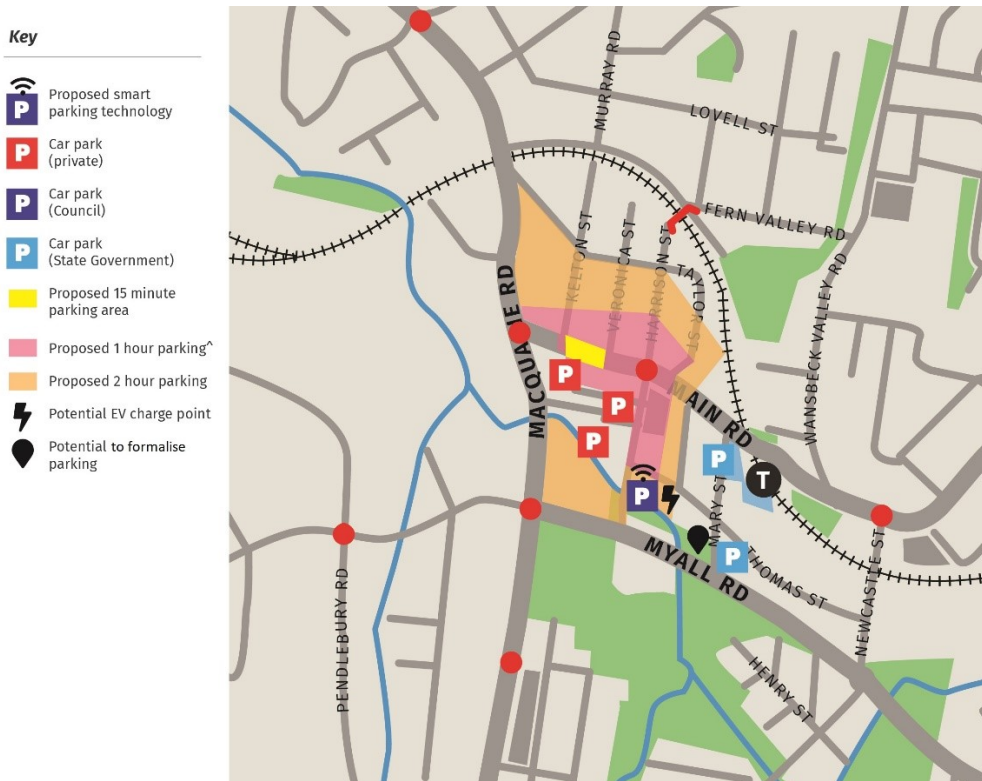 Key
P
Proposed smart
parking technology
P
Car park
(private)
P
Car park
(Council)
P
Car park
(State Government)
Proposed 15 minute
parking area
Proposed 1 hour parking^
Proposed 2 hour parking
Potential EV charge point
Potential to formalise
parking
MURRAY RD
LOVELL ST
FERN VALLEY RD
KELTON ST
VERONICA ST
HARRISON ST
TAYLOR ST
MACQUARIE RD
WANSBECK VALLEY RD
MAIN RD
P
P
P
P
P
T
MARY ST
P
MYALL RD
THOMAS ST
NEWCASTLE ST
PENDLEBURY RD
HENRY ST